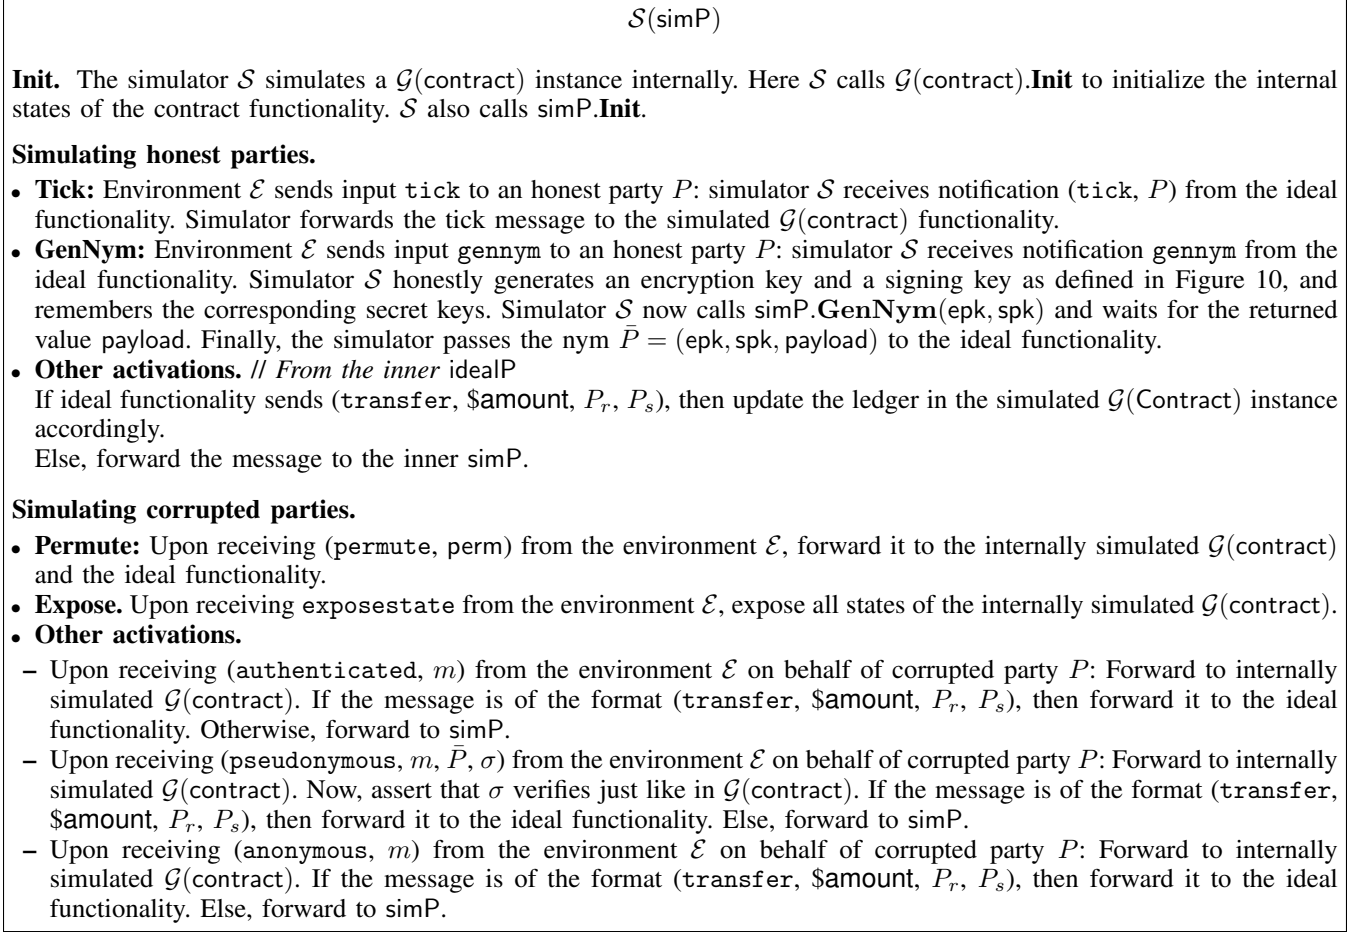 𝒮(simP)
Init. The simulator 𝒮 simulates a 𝒢(contract) instance internally. Here 𝒮 calls 𝒢(contract).Init to initialize the internal
states of the contract functionality. 𝒮 also calls simP.Init.
Simulating honest parties.
• Tick: Environment ℰ sends input tick to an honest party P: simulator 𝒮 receives notification (tick, P) from the ideal
functionality. Simulator forwards the tick message to the simulated 𝒢(contract) functionality.
• GenNym: Environment ℰ sends input gennym to an honest party P: simulator 𝒮 receives notification gennym from the
ideal functionality. Simulator 𝒮 honestly generates an encryption key and a signing key as defined in Figure 10, and
remembers the corresponding secret keys. Simulator 𝒮 now calls simP.GenNym(epk, spk) and waits for the returned
value payload. Finally, the simulator passes the nym P̄ = (epk, spk, payload) to the ideal functionality.
• Other activations. // From the inner idealP
If ideal functionality sends (transfer, $amount, P_r, P_s), then update the ledger in the simulated 𝒢(Contract) instance
accordingly.
Else, forward the message to the inner simP.
Simulating corrupted parties.
• Permute: Upon receiving (permute, perm) from the environment ℰ, forward it to the internally simulated 𝒢(contract)
and the ideal functionality.
• Expose. Upon receiving exposestate from the environment ℰ, expose all states of the internally simulated 𝒢(contract).
• Other activations.
– Upon receiving (authenticated, m) from the environment ℰ on behalf of corrupted party P: Forward to internally
simulated 𝒢(contract). If the message is of the format (transfer, $amount, P_r, P_s), then forward it to the ideal
functionality. Otherwise, forward to simP.
– Upon receiving (pseudonymous, m, P̄, σ) from the environment ℰ on behalf of corrupted party P: Forward to internally
simulated 𝒢(contract). Now, assert that σ verifies just like in 𝒢(contract). If the message is of the format (transfer,
$amount, P_r, P_s), then forward it to the ideal functionality. Else, forward to simP.
– Upon receiving (anonymous, m) from the environment ℰ on behalf of corrupted party P: Forward to internally
simulated 𝒢(contract). If the message is of the format (transfer, $amount, P_r, P_s), then forward it to the ideal
functionality. Else, forward to simP.